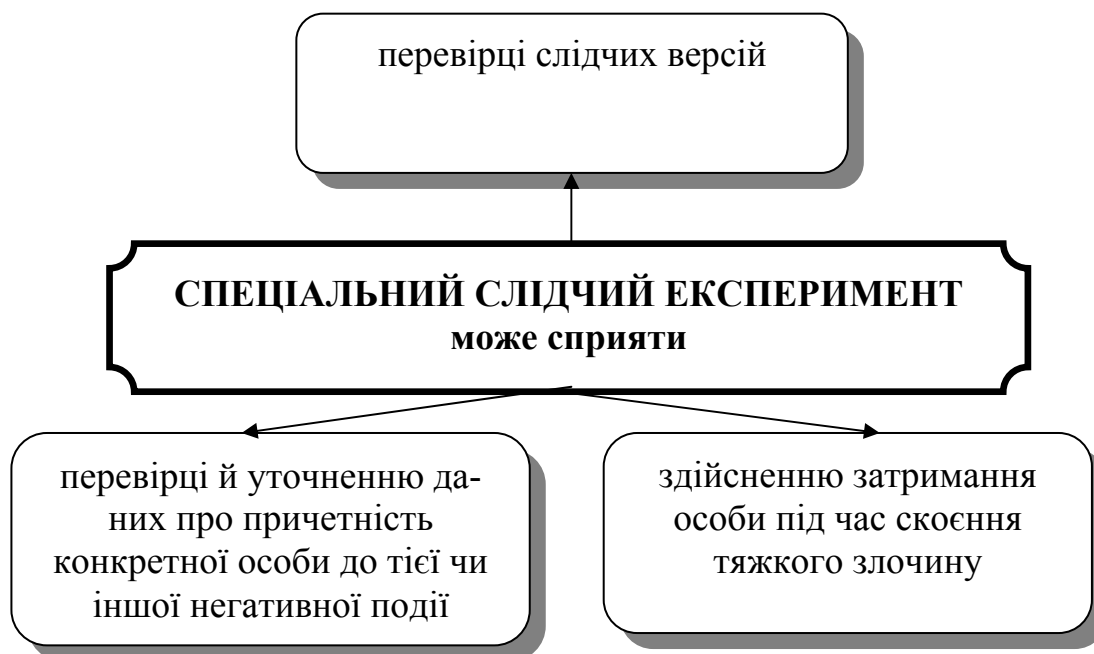 перевірці слідчих версій
СПЕЦІАЛЬНИЙ СЛІДЧИЙ ЕКСПЕРИМЕНТ
може сприяти
перевірці й уточненню да-
них про причетність
конкретної особи до тієї чи
іншої негативної події
здійсненню затримання
особи під час скоєння
тяжкого злочину